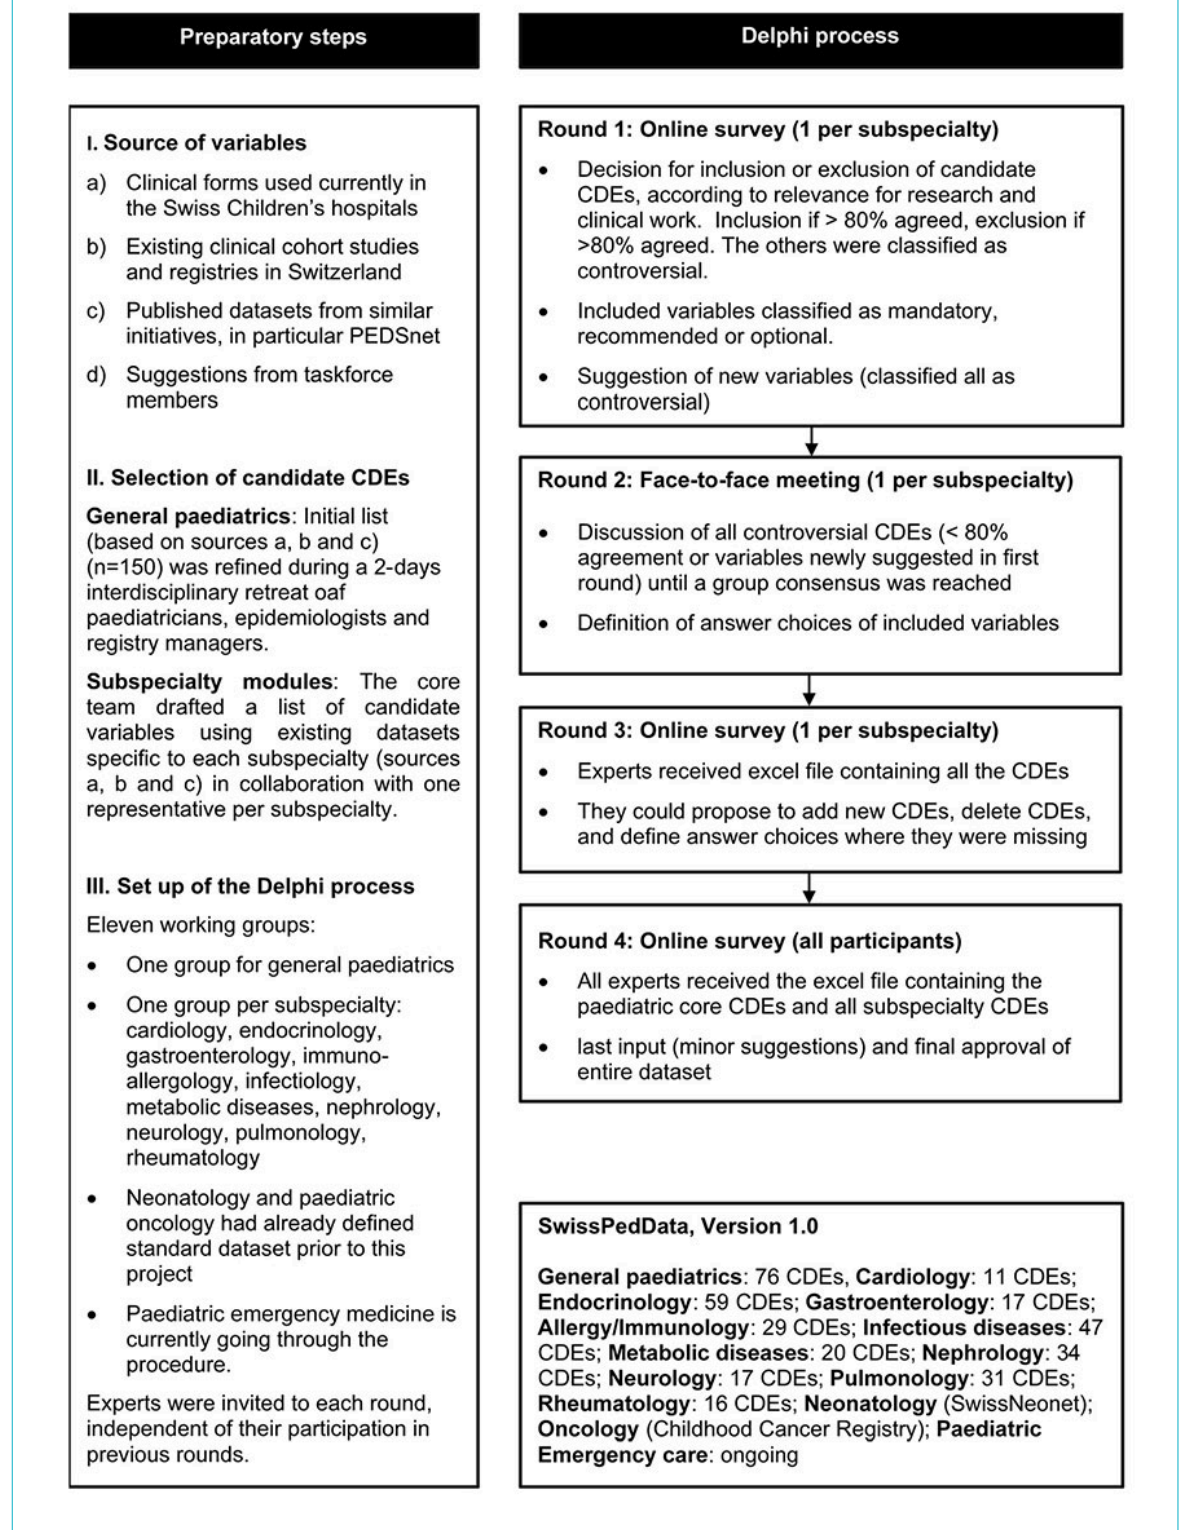 Preparatory steps
I. Source of variables
a) Clinical forms used currently in
the Swiss Children's hospitals
b) Existing clinical cohort studies
and registries in Switzerland
c) Published datasets from similar
initiatives, in particular PEDSnet
d) Suggestions from taskforce
members
II. Selection of candidate CDEs
General paediatrics: Initial list
(based on sources a, b and c)
(n=150) was refined during a 2-days
interdisciplinary retreat oaf
paediatricians, epidemiologists and
registry managers.
Subspecialty modules: The core
team drafted a list of candidate
variables using existing datasets
specific to each subspecialty (sources
a, b and c) in collaboration with one
representative per subspecialty.
III. Set up of the Delphi process
Eleven working groups:
• One group for general paediatrics
• One group per subspecialty:
cardiology, endocrinology,
gastroenterology, immuno-
allergology, infectiology,
metabolic diseases, nephrology,
neurology, pulmonology,
rheumatology
• Neonatology and paediatric
oncology had already defined
standard dataset prior to this
project
• Paediatric emergency medicine is
currently going through the
procedure.
Experts were invited to each round,
independent of their participation in
previous rounds.
Delphi process
Round 1: Online survey (1 per subspecialty)
• Decision for inclusion or exclusion of candidate
CDEs, according to relevance for research and
clinical work. Inclusion if > 80% agreed, exclusion if
>80% agreed. The others were classified as
controversial.
• Included variables classified as mandatory,
recommended or optional.
• Suggestion of new variables (classified all as
controversial)
Round 2: Face-to-face meeting (1 per subspecialty)
• Discussion of all controversial CDEs (< 80%
agreement or variables newly suggested in first
round) until a group consensus was reached
• Definition of answer choices of included variables
Round 3: Online survey (1 per subspecialty)
• Experts received excel file containing all the CDEs
• They could propose to add new CDEs, delete CDEs,
and define answer choices where they were missing
Round 4: Online survey (all participants)
• All experts received the excel file containing the
paediatric core CDEs and all subspecialty CDEs
• last input (minor suggestions) and final approval of
entire dataset
SwissPedData, Version 1.0
General paediatrics: 76 CDEs, Cardiology: 11 CDEs;
Endocrinology: 59 CDEs; Gastroenterology: 17 CDEs;
Allergy/Immunology: 29 CDEs; Infectious diseases: 47
CDEs; Metabolic diseases: 20 CDEs; Nephrology: 34
CDEs; Neurology: 17 CDEs; Pulmonology: 31 CDEs;
Rheumatology: 16 CDEs; Neonatology (SwissNeonet);
Oncology (Childhood Cancer Registry); Paediatric
Emergency care: ongoing